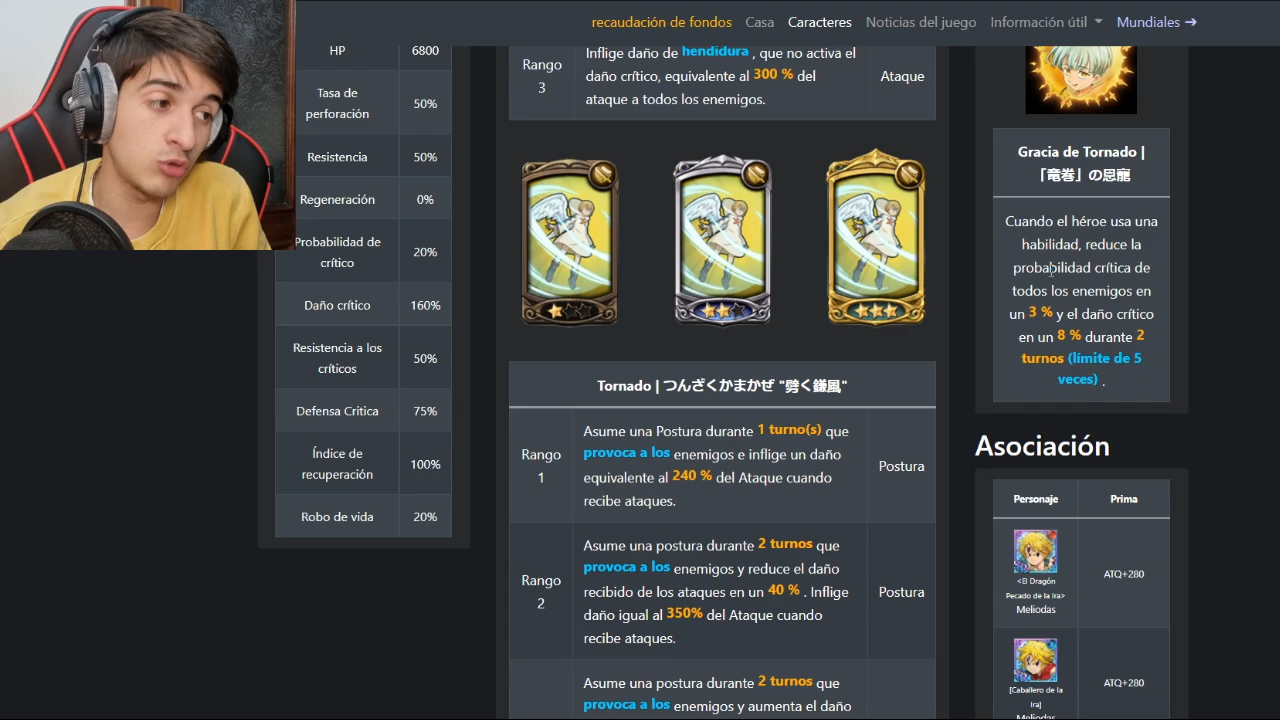 recaudación de fondos Casa Caracteres Noticias del juego Información útil Mundiales →
HP 6800
Tasa de
perforación
50%
Resistencia 50%
Regeneración 0%
Probabilidad de
crítico
20%
Daño crítico 160%
Resistencia a los
críticos
50%
Defensa Critica 75%
Índice de
recuperación
100%
Robo de vida 20%
Rango
3
Inflige daño de hendidura , que no activa el
daño crítico, equivalente al 300 % del
ataque a todos los enemigos.
Ataque
Tornado | つんざくかまかぜ "劈く鎌風"
Rango
1
Asume una Postura durante 1 turno(s) que
provoca a los enemigos e inflige un daño
equivalente al 240 % del Ataque cuando
recibe ataques.
Postura
Rango
2
Asume una postura durante 2 turnos que
provoca a los enemigos y reduce el daño
recibido de los ataques en un 40 % . Inflige
daño igual al 350% del Ataque cuando
recibe ataques.
Postura
Asume una postura durante 2 turnos que
provoca a los enemigos y aumenta el daño
Gracia de Tornado |
「竜巻」の恩寵
Cuando el héroe usa una
habilidad, reduce la
probabilidad crítica de
todos los enemigos en
un 3 % y el daño crítico
en un 8 % durante 2
turnos (límite de 5
veces) .
Asociación
Personaje Prima
<El Dragón
Pecado de la Ira>
Meliodas
ATQ+280
[Caballero de la
Ira]
Meliodas
ATQ+280